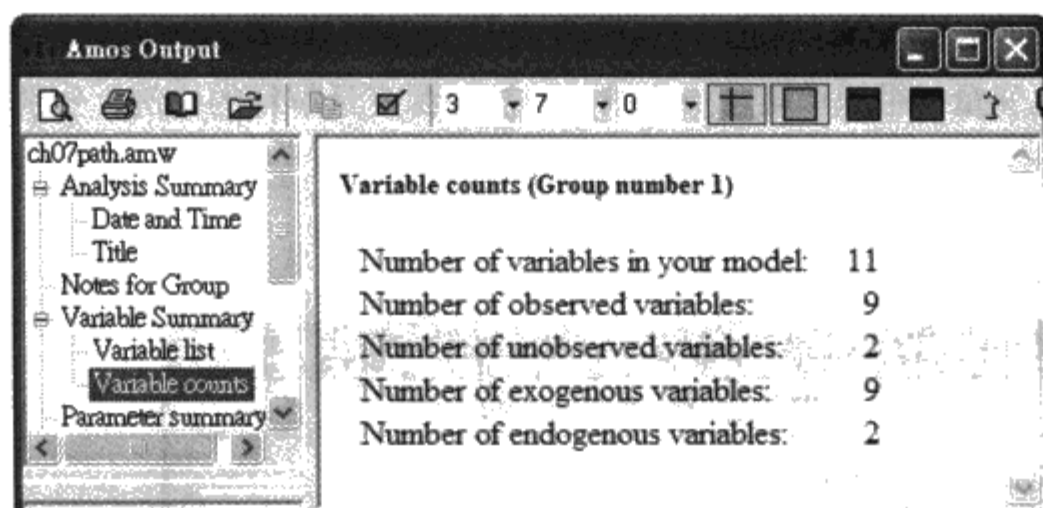 Amos Output
3 7 0
ch07path.amw
Analysis Summary
Date and Time
Title
Notes for Group
Variable Summary
Variable list
Variable counts
Parameter summary
Variable counts (Group number 1)
Number of variables in your model: 11
Number of observed variables: 9
Number of unobserved variables: 2
Number of exogenous variables: 9
Number of endogenous variables: 2